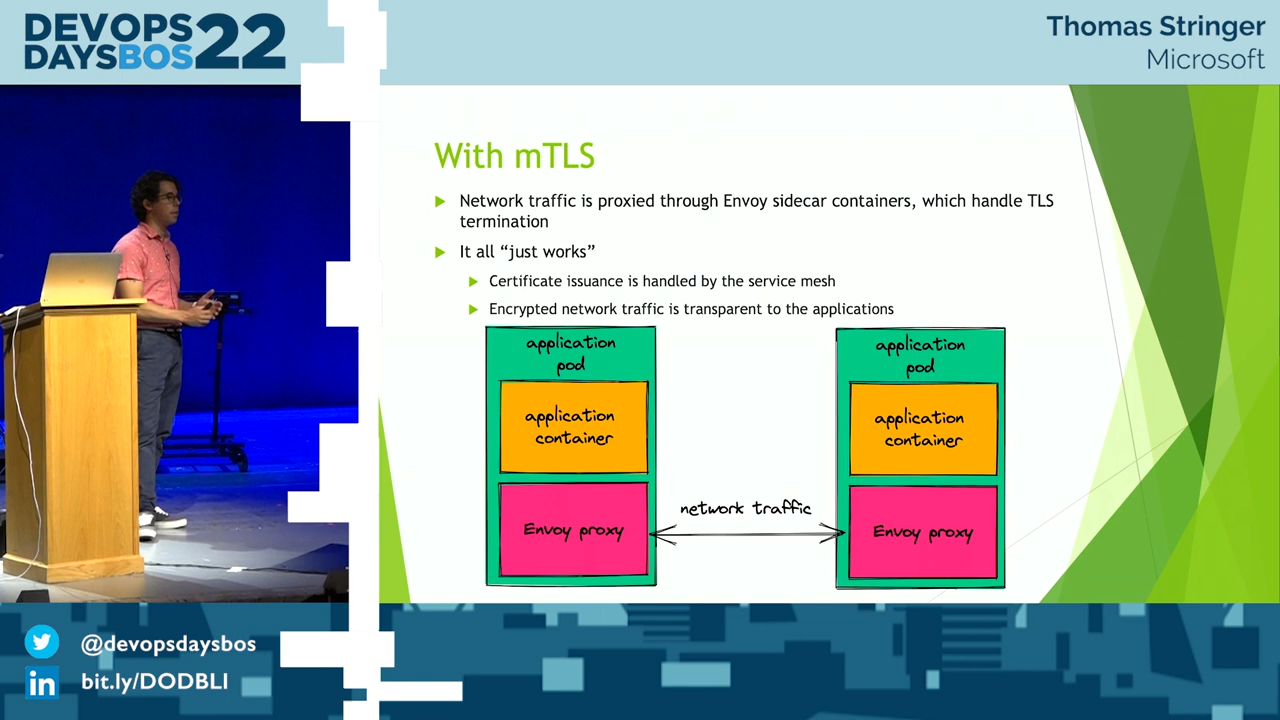 DEVOPS
DAYSBOS22
Thomas Stringer
Microsoft
With mTLS
Network traffic is proxied through Envoy sidecar containers, which handle TLS
termination
It all “just works”
Certificate issuance is handled by the service mesh
Encrypted network traffic is transparent to the applications
application
pod
application
container
Envoy proxy
network traffic
application
pod
application
container
Envoy proxy
@devopsdaysbos
in
bit.ly/DODBLI